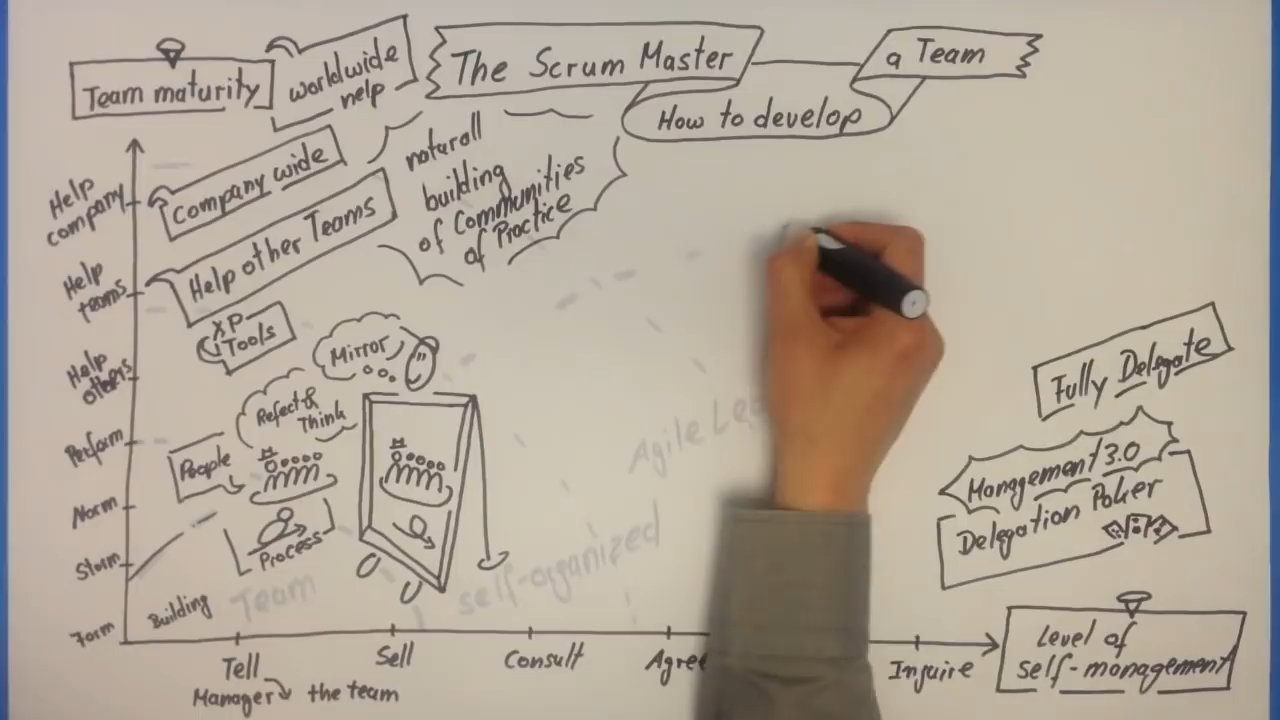 The Scrum Master
How to develop
a Team
Team maturity
worldwide
help
Company wide
Help other Teams
naturall
building
of Communities
of Practice
Help
company
Help
teams
Help
others
Perform
Norm
Storm
Form
XP
Tools
Mirror
Refect &
Think
People
Process
Building
Team
self-organized
Agile
Fully Delegate
Management 3.0
Delegation Poker
Level of
self-management
Tell
Sell
Consult
Agree
Inquire
Manager the team